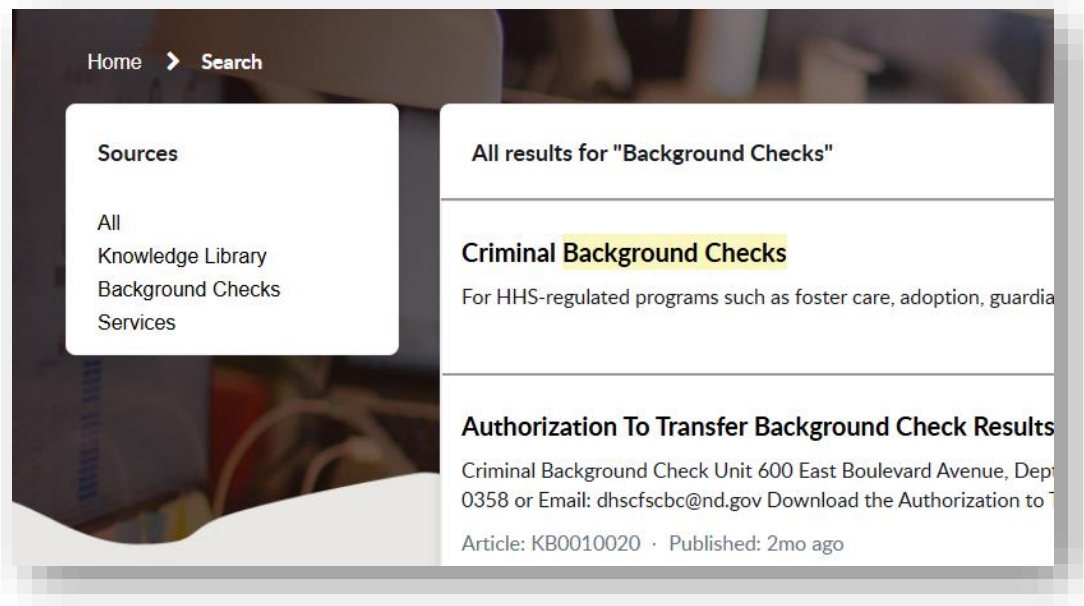 Home > Search
Sources
All
Knowledge Library
Background Checks
Services
All results for "Background Checks"
Criminal Background Checks
For HHS-regulated programs such as foster care, adoption, guardia
Authorization To Transfer Background Check Results
Criminal Background Check Unit 600 East Boulevard Avenue, Dept
0358 or Email: dhscfscbc@nd.gov Download the Authorization to
Article: KB0010020 · Published: 2mo ago